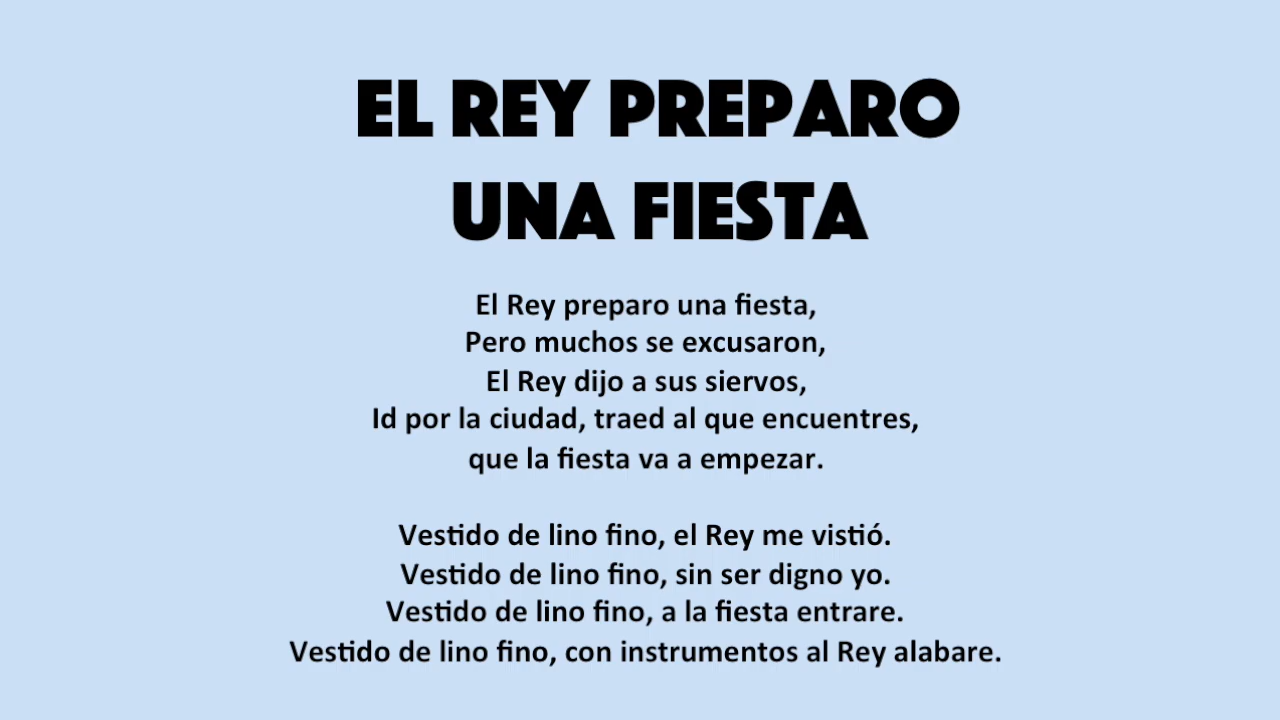 EL REY PREPARO
UNA FIESTA
El Rey preparo una fiesta,
Pero muchos se excusaron,
El Rey dijo a sus siervos,
Id por la ciudad, traed al que encuentres,
que la fiesta va a empezar.
Vestido de lino fino, el Rey me vistió.
Vestido de lino fino, sin ser digno yo.
Vestido de lino fino, a la fiesta entrare.
Vestido de lino fino, con instrumentos al Rey alabare.